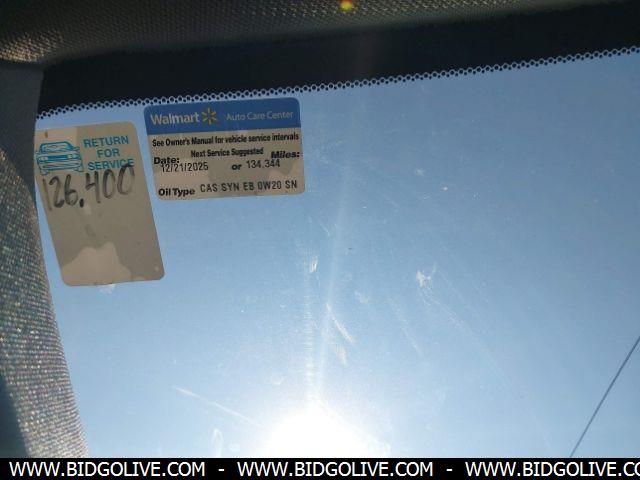 RETURN
FOR
SERVICE
126,400
Walmart Auto Care Center
See Owner's Manual for vehicle service intervals
Next Service Suggested
Date: 12/21/2025 or 134,344 Miles:
Oil Type CAS SYN EB 0W20 SN
WWW.BIDGOLIVE.COM - WWW.BIDGOLIVE.COM - WWW.BIDGOLIVE.CO